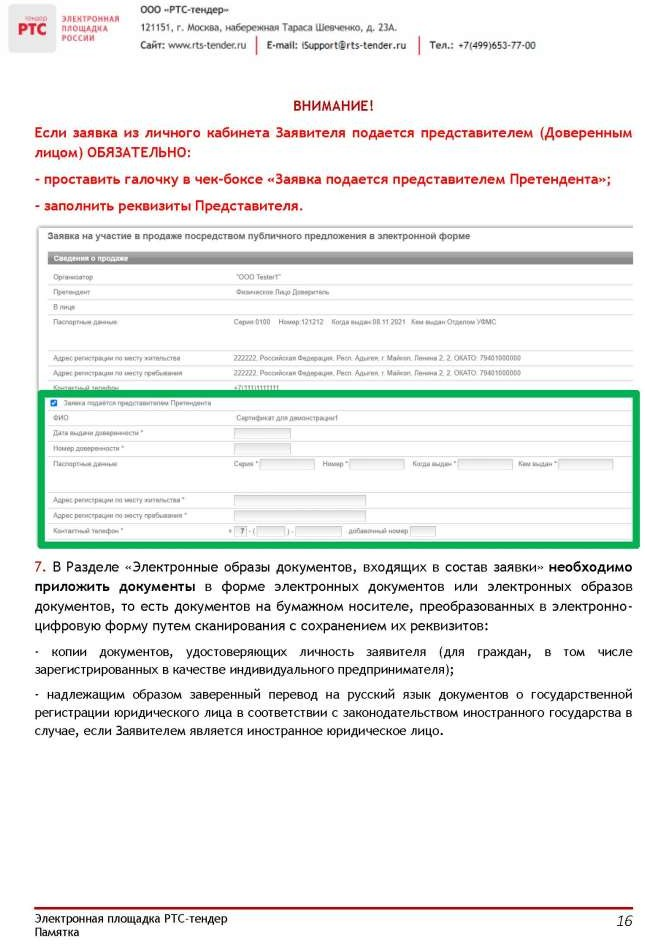 тендер
РТС
ЭЛЕКТРОННАЯ
ПЛОЩАДКА
РОССИИ
ООО «РТС-тендер»
121151, г. Москва, набережная Тараса Шевченко, д. 23А.
Сайт: www.rts-tender.ru E-mail: iSupport@rts-tender.ru Тел.: +7(499)653-77-00
ВНИМАНИЕ!
Если заявка из личного кабинета Заявителя подается представителем (Доверенным
лицом) ОБЯЗАТЕЛЬНО:
- проставить галочку в чек-боксе «Заявка подается представителем Претендента»;
- заполнить реквизиты Представителя.
Заявка на участие в продаже посредством публичного предложения в электронной форме
Сведения о продаже
Организатор "ООО Tester1"
Претендент Физическое Лицо Доверитель
В лице
Паспортные данные Серия:0100 Номер:121212 Когда выдан:08.11.2021 Кем выдан:Отделом УФМС
Адрес регистрации по месту жительства 222222, Российская Федерация, Респ. Адыгея, г. Майкоп, Ленина 2, 2, ОКАТО: 79401000000
Адрес регистрации по месту пребывания 222222, Российская Федерация, Респ. Адыгея, г. Майкоп, Ленина 2, 2, ОКАТО: 79401000000
Контактный телефон +7(111)1111111
Заявка подаётся представителем Претендента
ФИО Сертификат для демонстрации1
Дата выдачи доверенности *
Номер доверенности *
Паспортные данные Серия * Номер * Когда выдан * Кем выдан *
Адрес регистрации по месту жительства *
Адрес регистрации по месту пребывания *
Контактный телефон * + 7 - ( ) - добавочный номер
7. В Разделе «Электронные образы документов, входящих в состав заявки» необходимо
приложить документы в форме электронных документов или электронных образов
документов, то есть документов на бумажном носителе, преобразованных в электронно-
цифровую форму путем сканирования с сохранением их реквизитов:
- копии документов, удостоверяющих личность заявителя (для граждан, в том числе
зарегистрированных в качестве индивидуального предпринимателя);
- надлежащим образом заверенный перевод на русский язык документов о государственной
регистрации юридического лица в соответствии с законодательством иностранного государства в
случае, если Заявителем является иностранное юридическое лицо.
Электронная площадка РТС-тендер 16
Памятка